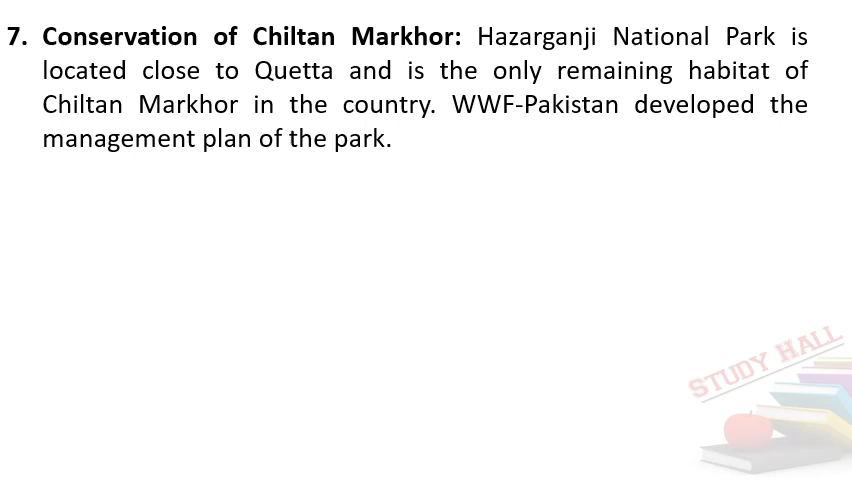 7. Conservation of Chiltan Markhor: Hazarganji National Park is
located close to Quetta and is the only remaining habitat of
Chiltan Markhor in the country. WWF-Pakistan developed the
management plan of the park.
STUDY HALL